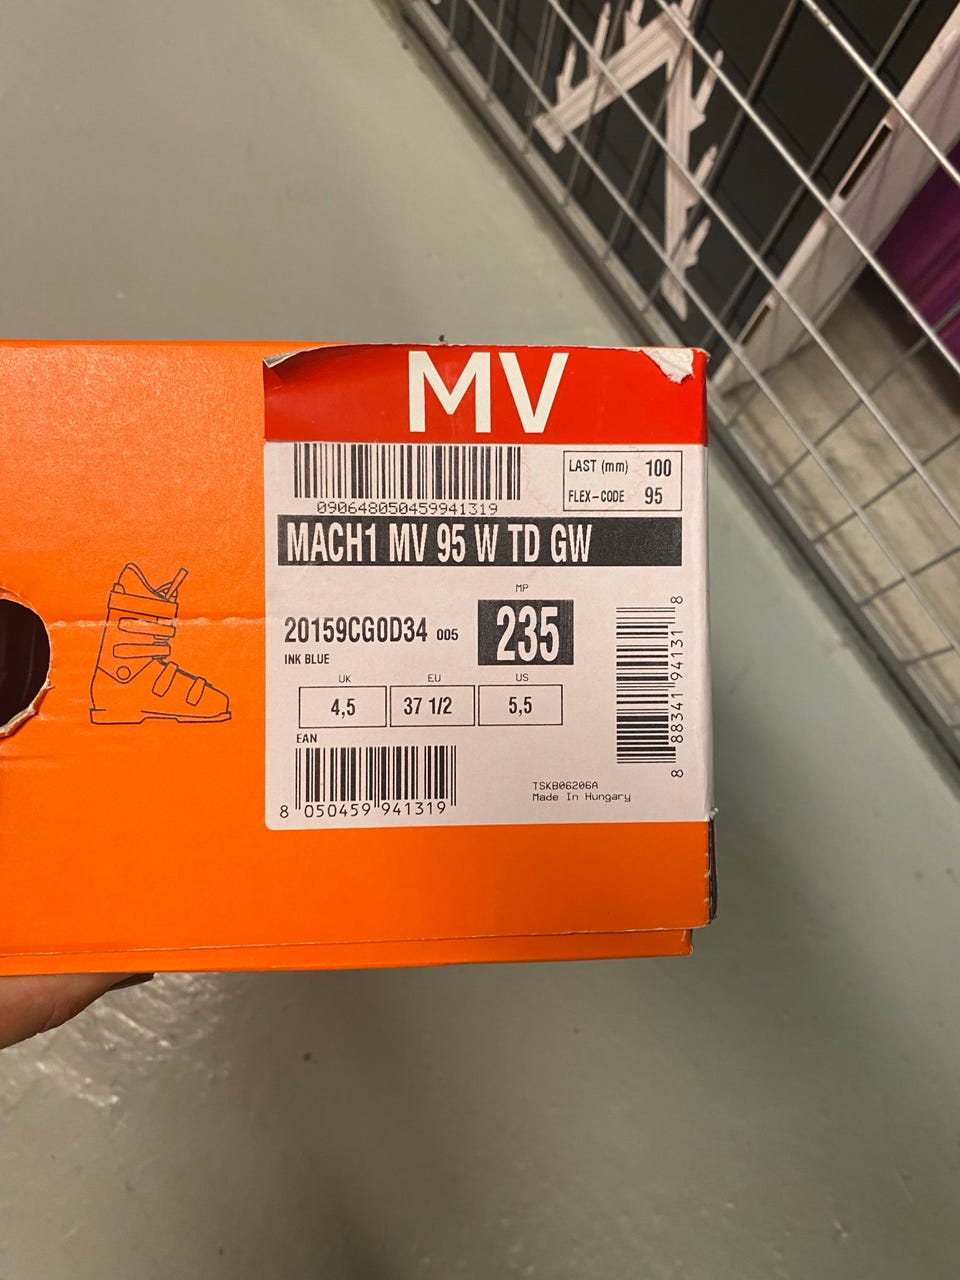 MV
LAST (mm) 100
FLEX-CODE 95
090648050459941319
MACH1 MV 95 W TD GW
MP
20159CG0D34 005
235
INK BLUE
UK EU US
4,5 37 1/2 5,5
EAN
8 050459 941319
8 88341 94131 8
TSKB06206A
Made In Hungary